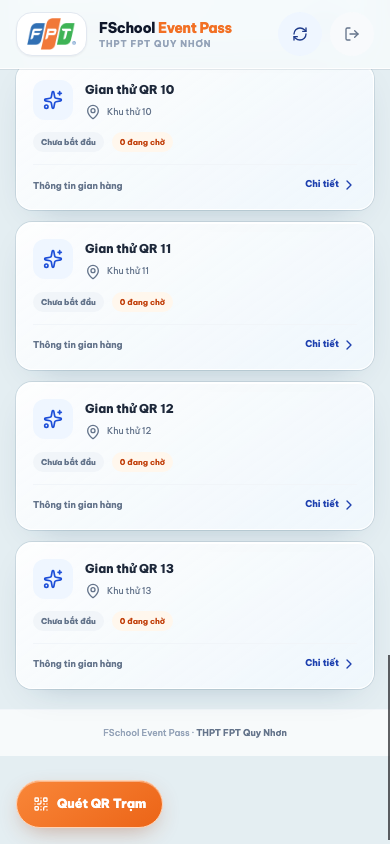 FPT
FSchool Event Pass
THPT FPT QUY NHƠN
Gian thử QR 10
Khu thử 10
Chưa bắt đầu
0 đang chờ
Thông tin gian hàng
Chi tiết
Gian thử QR 11
Khu thử 11
Chưa bắt đầu
0 đang chờ
Thông tin gian hàng
Chi tiết
Gian thử QR 12
Khu thử 12
Chưa bắt đầu
0 đang chờ
Thông tin gian hàng
Chi tiết
Gian thử QR 13
Khu thử 13
Chưa bắt đầu
0 đang chờ
Thông tin gian hàng
Chi tiết
FSchool Event Pass · THPT FPT Quy Nhơn
Quét QR Trạm